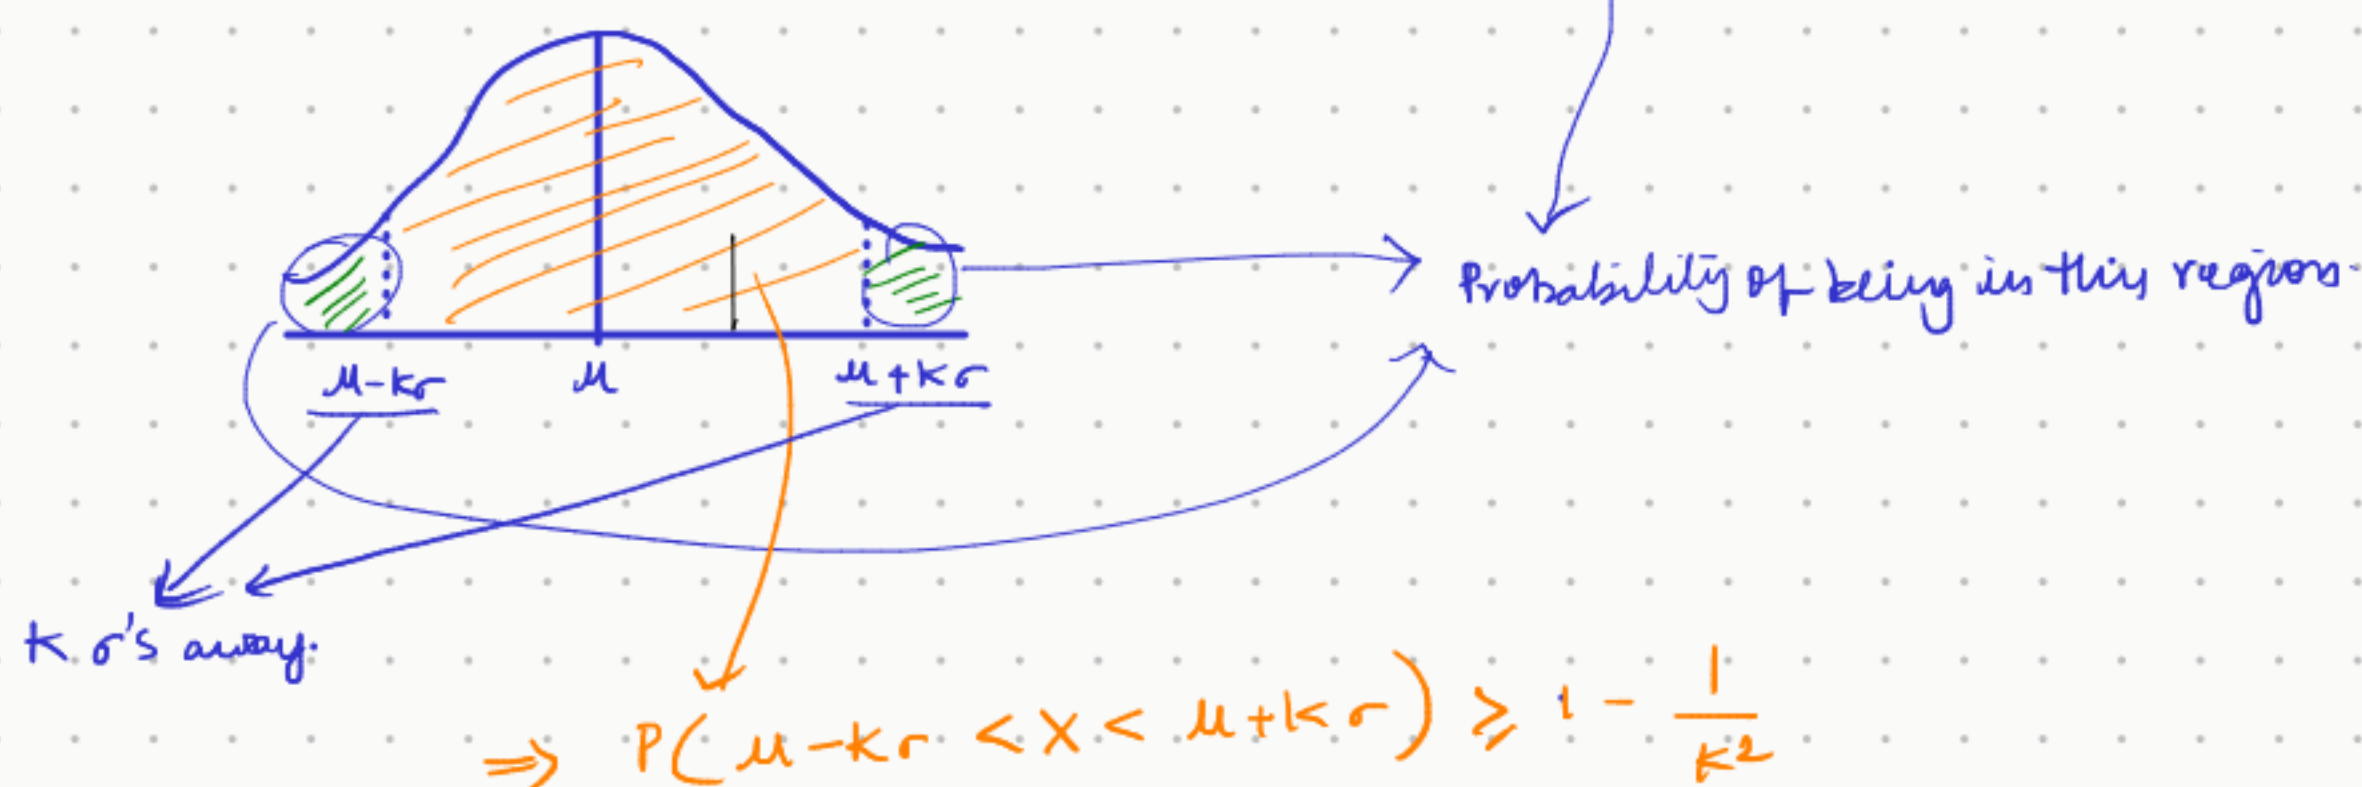 Probability of being in this region.
μ-kσ μ μ+kσ
k σ's away.
⇒ P(μ-kσ < X < μ+kσ) ≥ 1 - 1/k²